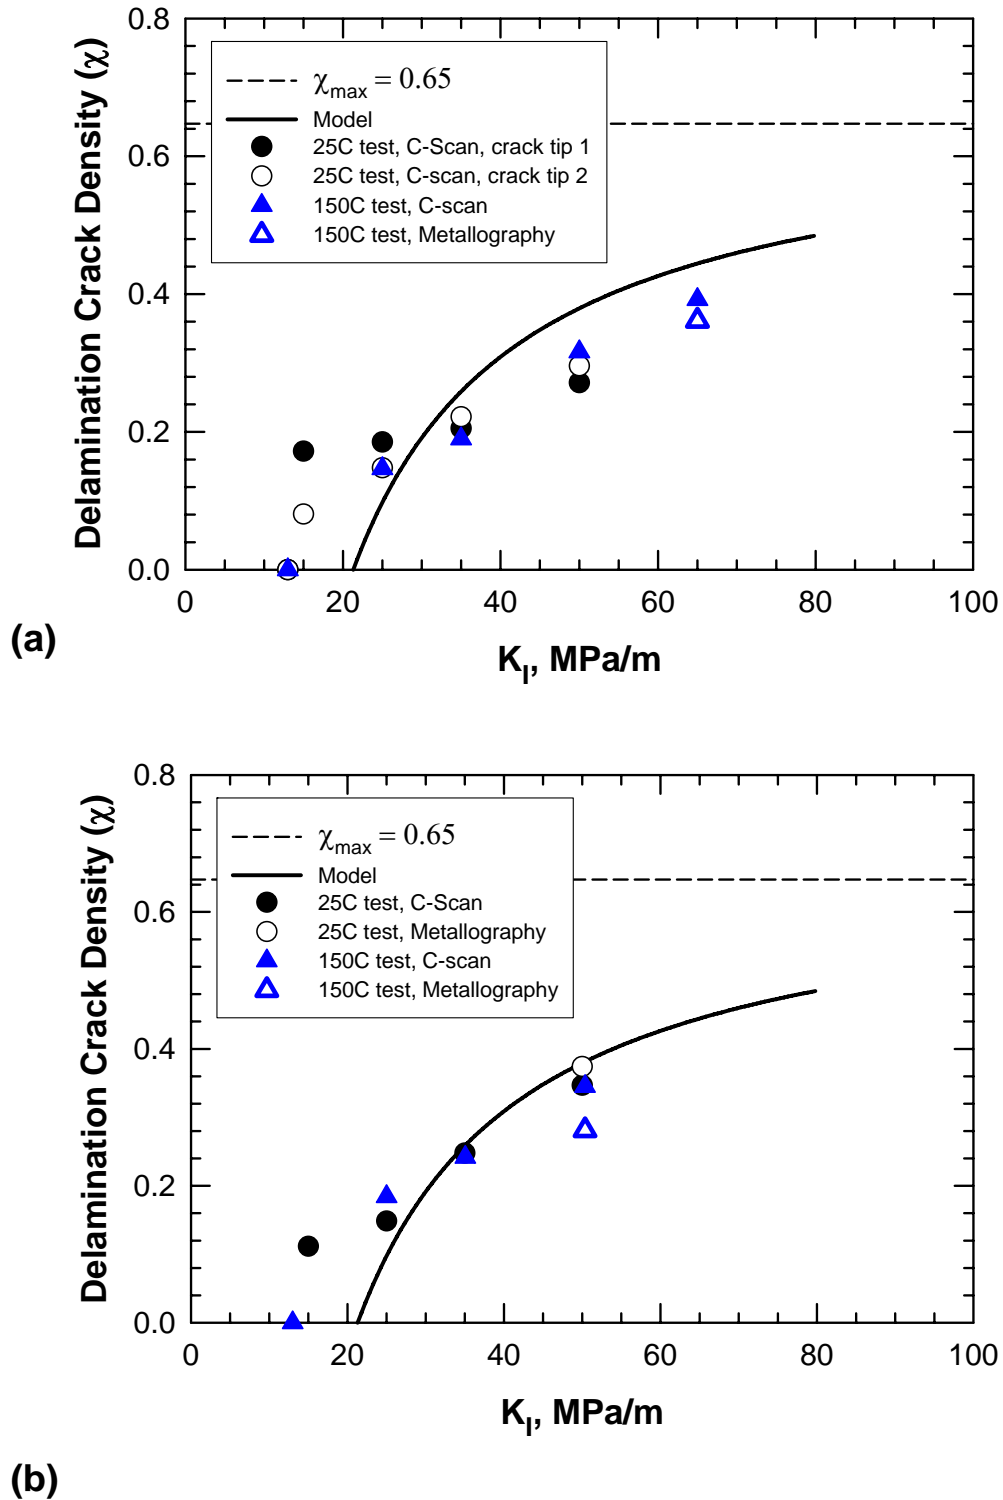 0.8
0.6
0.4
0.2
0.0
Delamination Crack Density (χ)
χmax = 0.65
Model
25C test, C-Scan, crack tip 1
25C test, C-scan, crack tip 2
150C test, C-scan
150C test, Metallography
0 20 40 60 80 100
KI, MPa/m
(a)
0.8
0.6
0.4
0.2
0.0
Delamination Crack Density (χ)
χmax = 0.65
Model
25C test, C-Scan
25C test, Metallography
150C test, C-scan
150C test, Metallography
0 20 40 60 80 100
KI, MPa/m
(b)